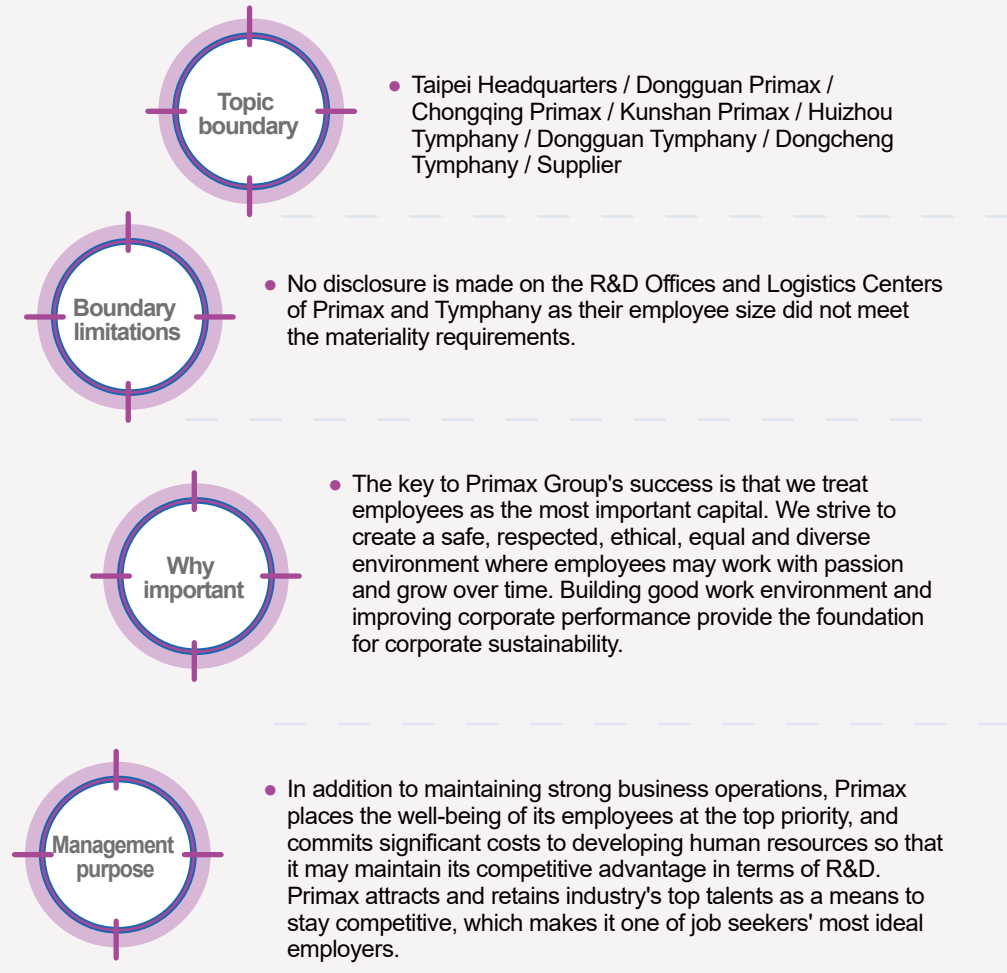 Topic
boundary
● Taipei Headquarters / Dongguan Primax /
Chongqing Primax / Kunshan Primax / Huizhou
Tymphany / Dongguan Tymphany / Dongcheng
Tymphany / Supplier
Boundary
limitations
● No disclosure is made on the R&D Offices and Logistics Centers
of Primax and Tymphany as their employee size did not meet
the materiality requirements.
Why
important
● The key to Primax Group's success is that we treat
employees as the most important capital. We strive to
create a safe, respected, ethical, equal and diverse
environment where employees may work with passion
and grow over time. Building good work environment and
improving corporate performance provide the foundation
for corporate sustainability.
Management
purpose
● In addition to maintaining strong business operations, Primax
places the well-being of its employees at the top priority, and
commits significant costs to developing human resources so that
it may maintain its competitive advantage in terms of R&D.
Primax attracts and retains industry's top talents as a means to
stay competitive, which makes it one of job seekers' most ideal
employers.